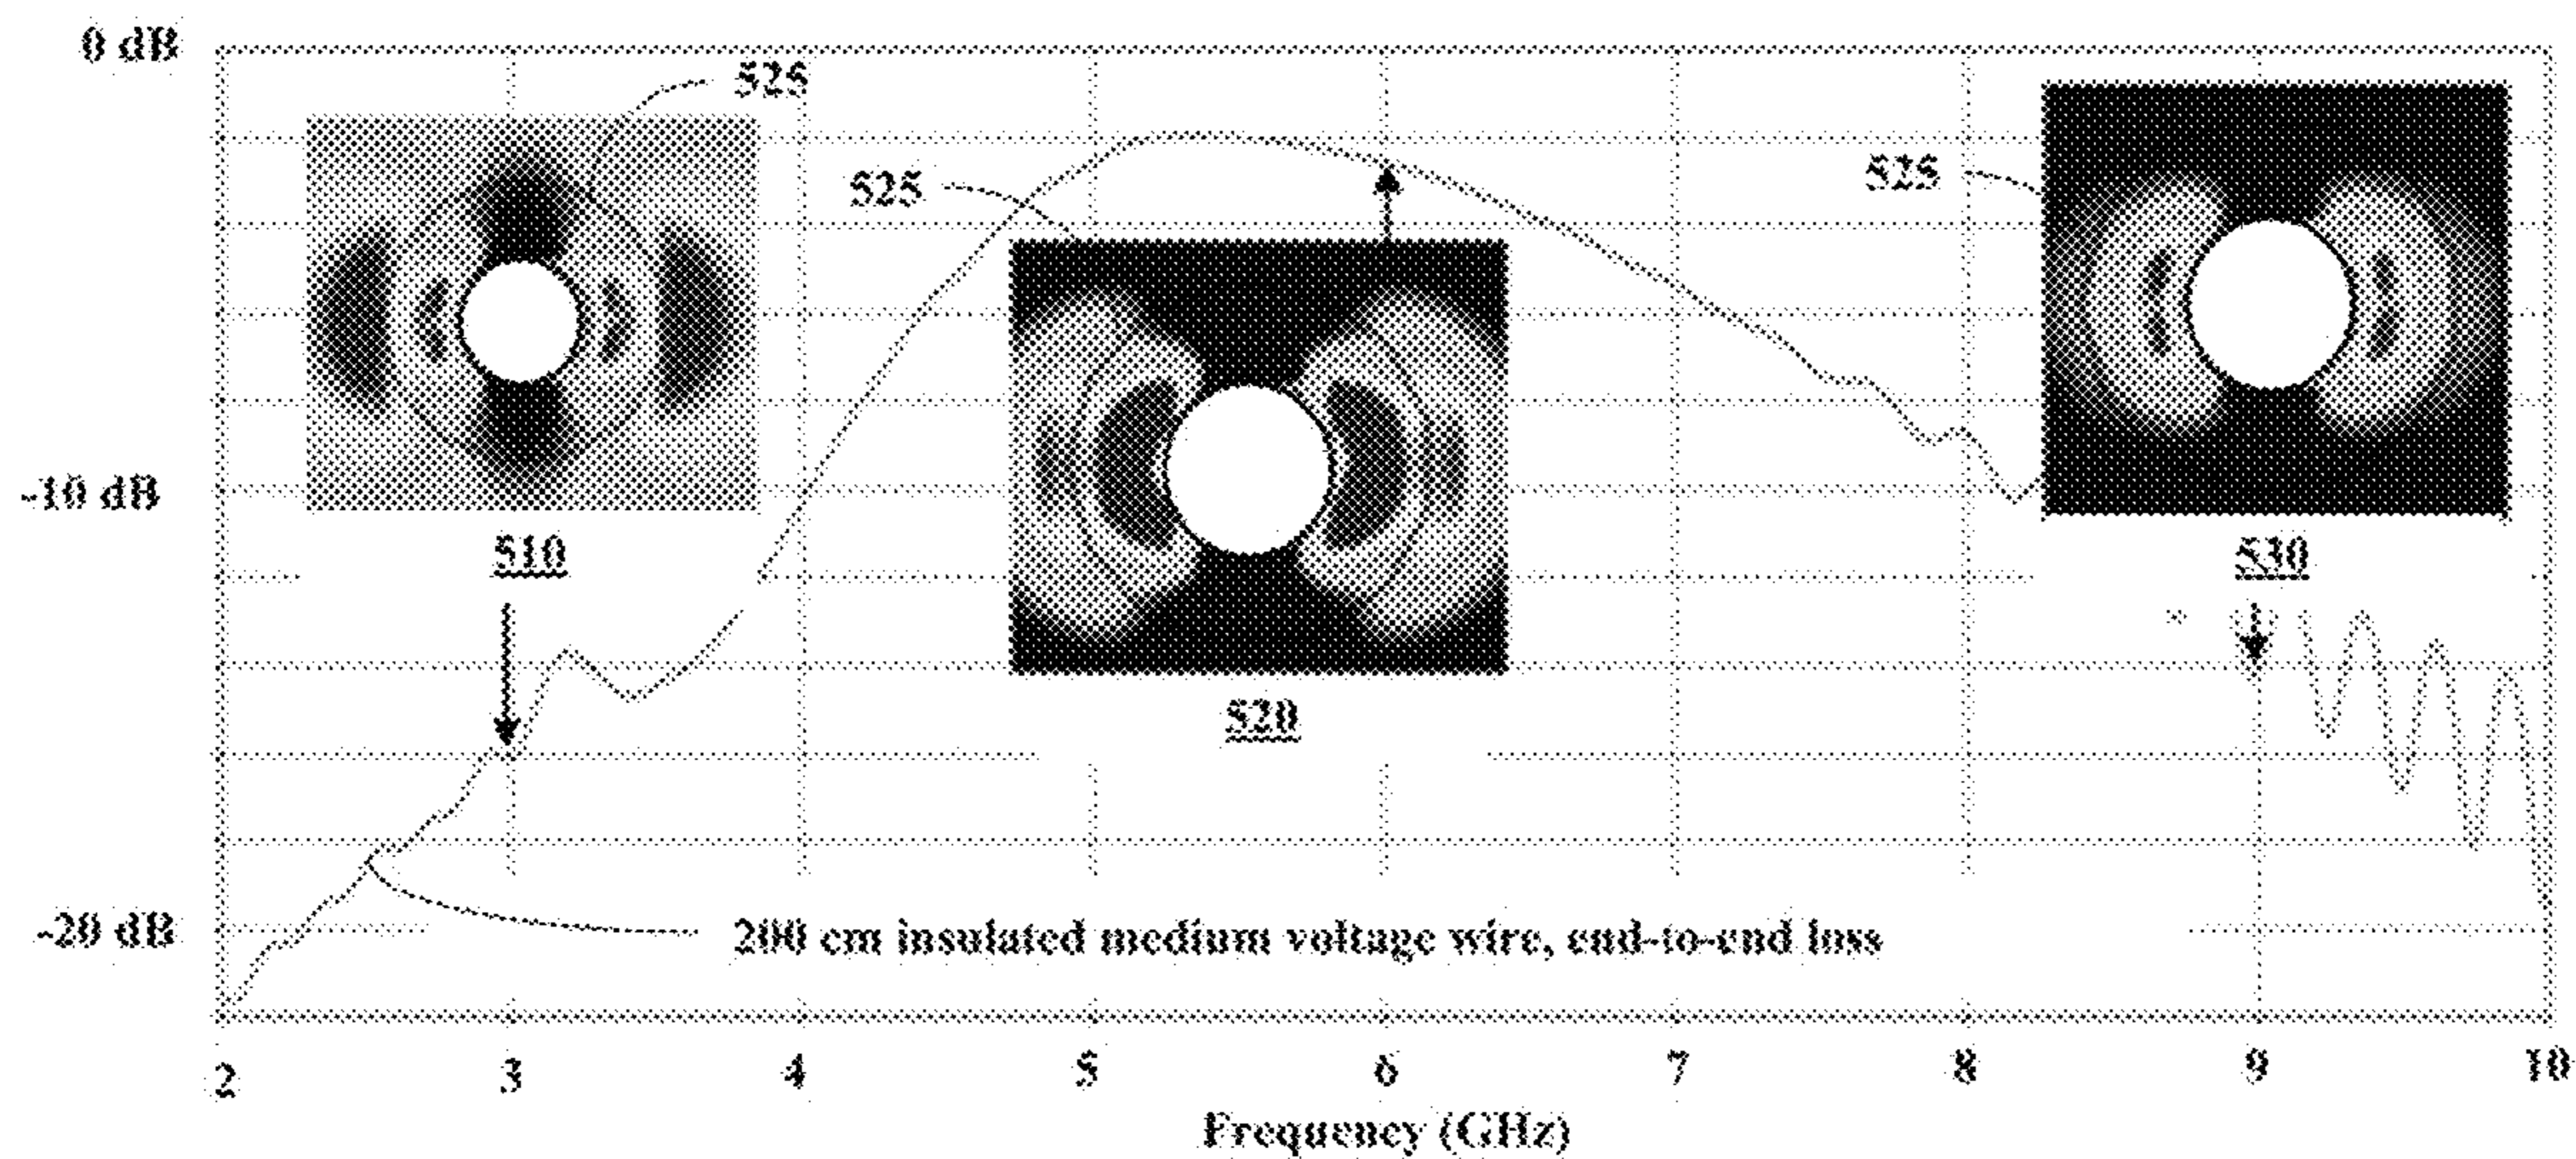 0 dB
525
525
525
-10 dB
510
530
520
-20 dB
200 cm insulated medium voltage wire, end-to-end loss
2 3 4 5 6 7 8 9 10
Frequency (GHz)